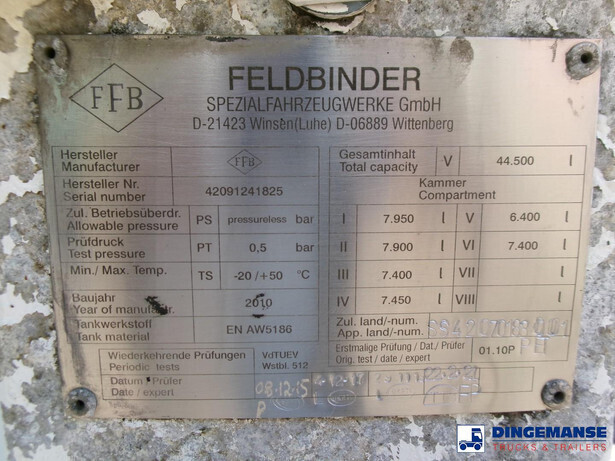 FFB
FELDBINDER
SPEZIALFAHRZEUGWERKE GmbH
D-21423 Winsen(Luhe) D-06889 Wittenberg
Hersteller
Manufacturer
FFB
Hersteller Nr.
Serial number
42091241825
Zul. Betriebsüberdr.
Allowable pressure
PS pressureless bar
Prüfdruck
Test pressure
PT 0,5 bar
Min./ Max. Temp.
TS -20/+50 °C
Baujahr
Year of manufactr.
2010
Tankwerkstoff
Tank material
EN AW5186
Wiederkehrende Prüfungen
Periodic tests
VdTUEV
Wstbl. 512
Datum / Prüfer
Date / expert
08.12.15
P
Gesamtinhalt
Total capacity
V 44.500 l
Kammer
Compartment
I 7.950 l V 6.400 l
II 7.900 l VI 7.400 l
III 7.400 l VII l
IV 7.450 l VIII l
Zul. land/-num.
App. land/-num.
Erstmalige Prüfung / Dat./ Prüfer
Orig. test / date / expert
01.10P
DINGEMANSE
TRUCKS & TRAILERS